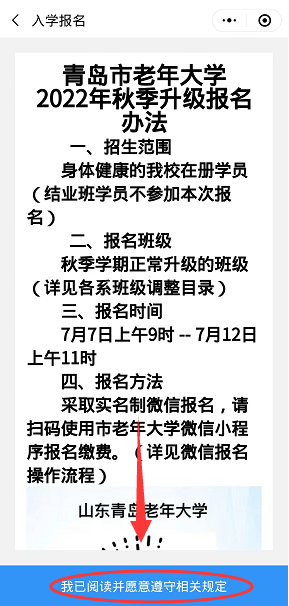 入学报名
青岛市老年大学
2022年秋季升级报名
办法
一、招生范围
身体健康的我校在册学员
（结业班学员不参加本次报
名）
二、报名班级
秋季学期正常升级的班级
（详见各系班级调整目录）
三、报名时间
7月7日上午9时 -- 7月12日
上午11时
四、报名方法
采取实名制微信报名，请
扫码使用市老年大学微信小程
序报名缴费。（详见微信报名
操作流程）
山东青岛老年大学
我已阅读并愿意遵守相关规定